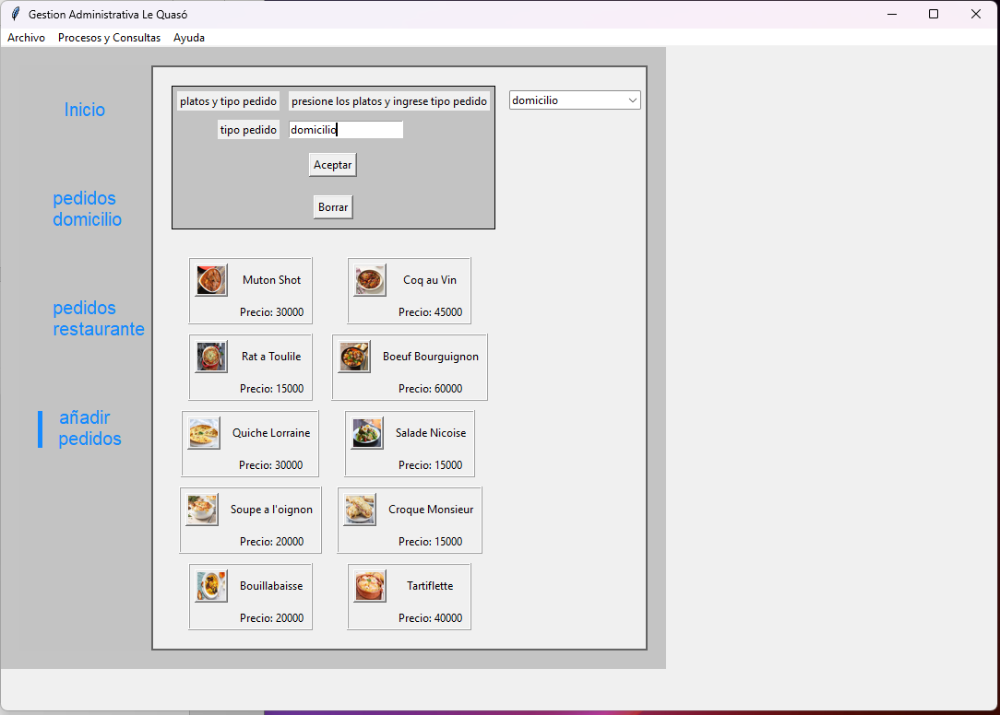 Gestion Administrativa Le Quasó
Archivo Procesos y Consultas Ayuda
Inicio
pedidos
domicilio
pedidos
restaurante
añadir
pedidos
platos y tipo pedido presione los platos y ingrese tipo pedido
domicilio
tipo pedido domicilio
Aceptar
Borrar
Muton Shot
Precio: 30000
Coq au Vin
Precio: 45000
Rat a Toulile
Precio: 15000
Boeuf Bourguignon
Precio: 60000
Quiche Lorraine
Precio: 30000
Salade Nicoise
Precio: 15000
Soupe a l'oignon
Precio: 20000
Croque Monsieur
Precio: 15000
Bouillabaisse
Precio: 20000
Tartiflette
Precio: 40000